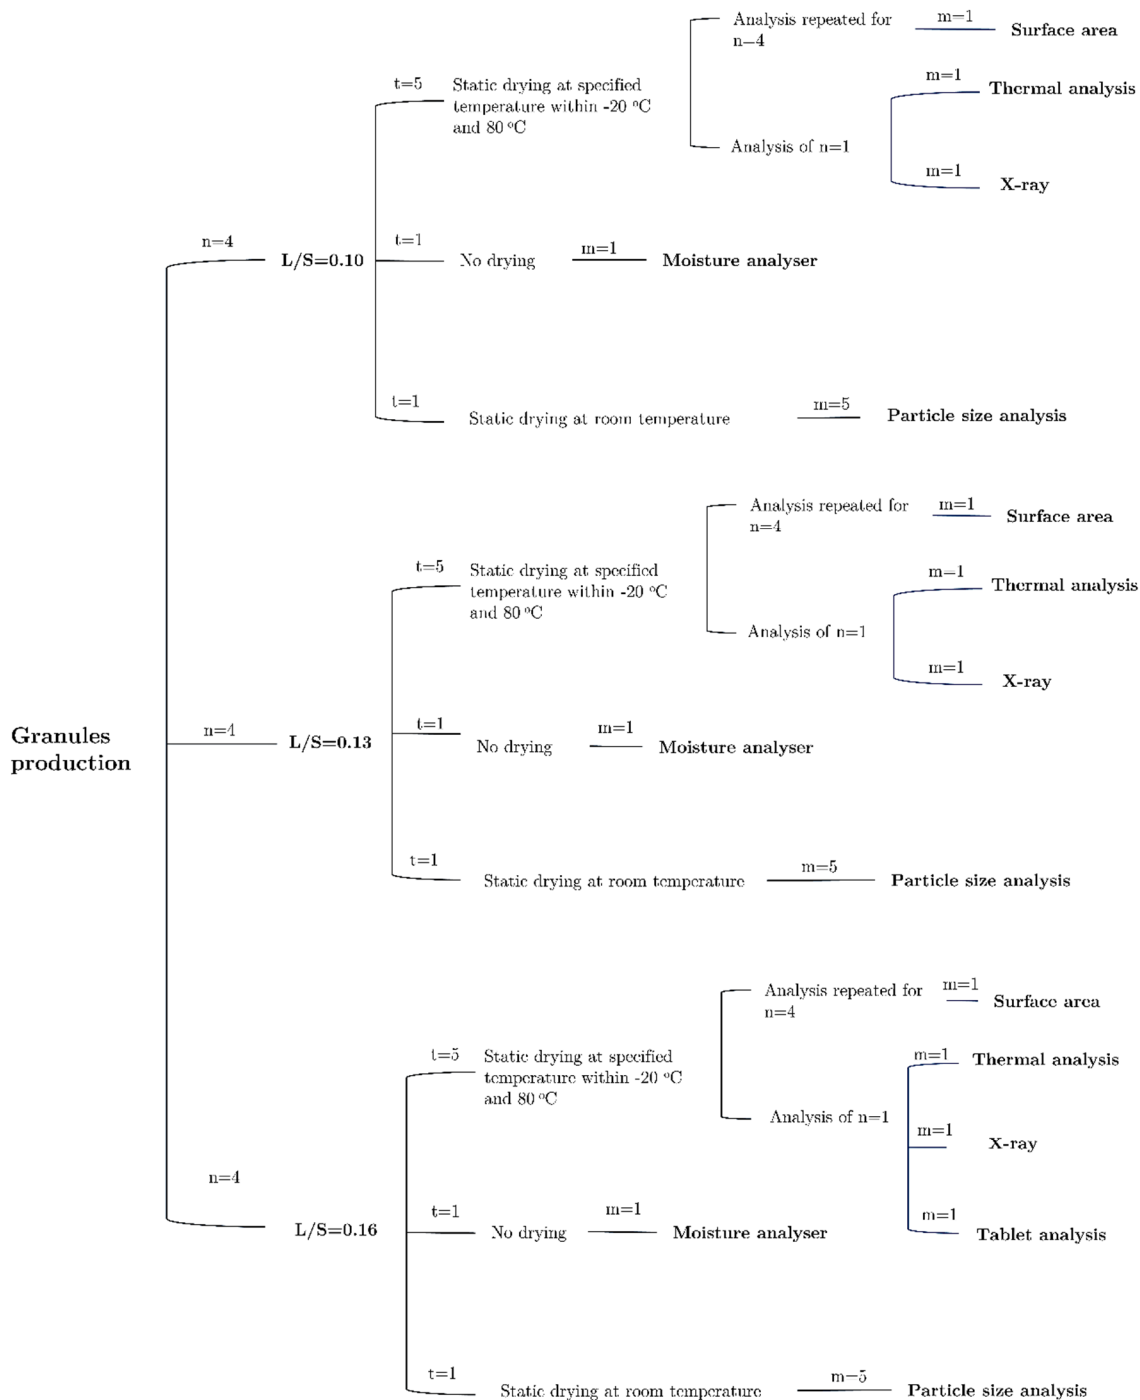 Granules
production
n=4
L/S=0.10
t=5
Static drying at specified
temperature within -20 °C
and 80 °C
Analysis repeated for
n=4
m=1
Surface area
Analysis of n=1
m=1
Thermal analysis
m=1
X-ray
t=1
No drying
m=1
Moisture analyser
t=1
Static drying at room temperature
m=5
Particle size analysis
n=4
L/S=0.13
t=5
Static drying at specified
temperature within -20 °C
and 80 °C
Analysis repeated for
n=4
m=1
Surface area
Analysis of n=1
m=1
Thermal analysis
m=1
X-ray
t=1
No drying
m=1
Moisture analyser
t=1
Static drying at room temperature
m=5
Particle size analysis
n=4
L/S=0.16
t=5
Static drying at specified
temperature within -20 °C
and 80 °C
Analysis repeated for
n=4
m=1
Surface area
Analysis of n=1
m=1
Thermal analysis
m=1
X-ray
m=1
Tablet analysis
t=1
No drying
m=1
Moisture analyser
t=1
Static drying at room temperature
m=5
Particle size analysis